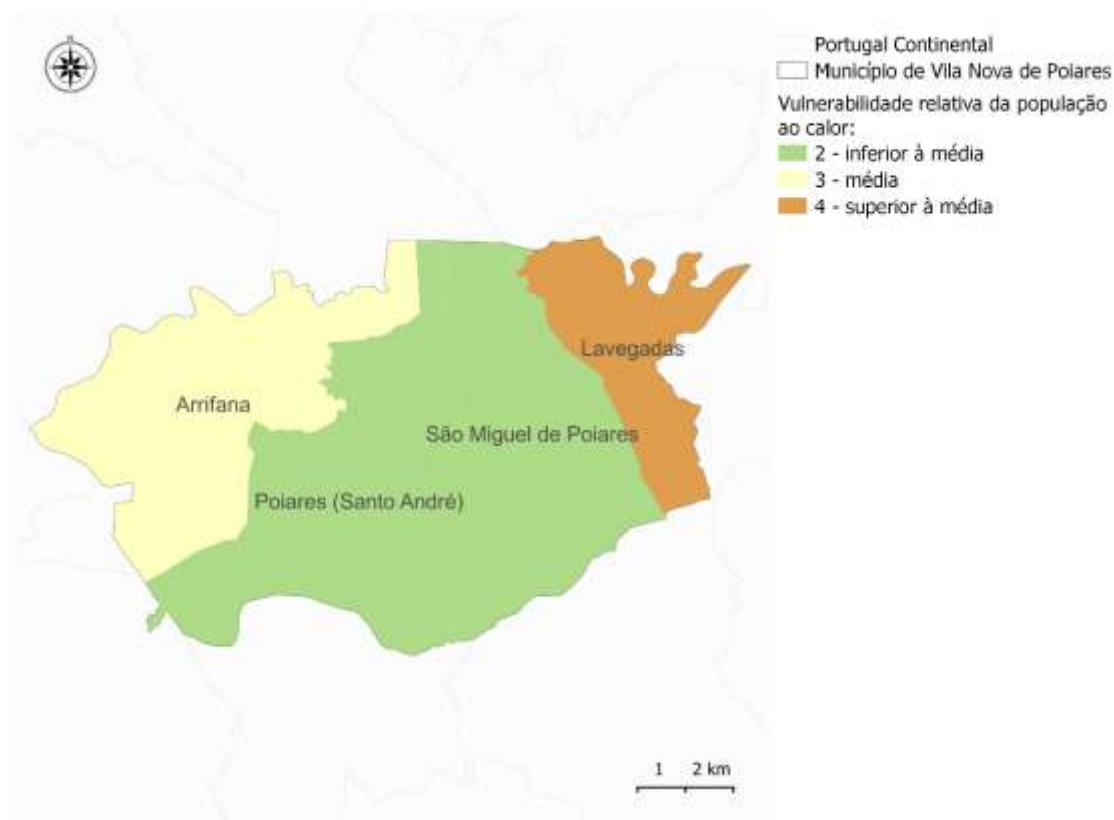 Portugal Continental
Município de Vila Nova de Poiares
Vulnerabilidade relativa da população
ao calor:
2 - inferior à média
3 - média
4 - superior à média
Lavegadas
Arrifana
São Miguel de Poiares
Poiares (Santo André)
1 2 km